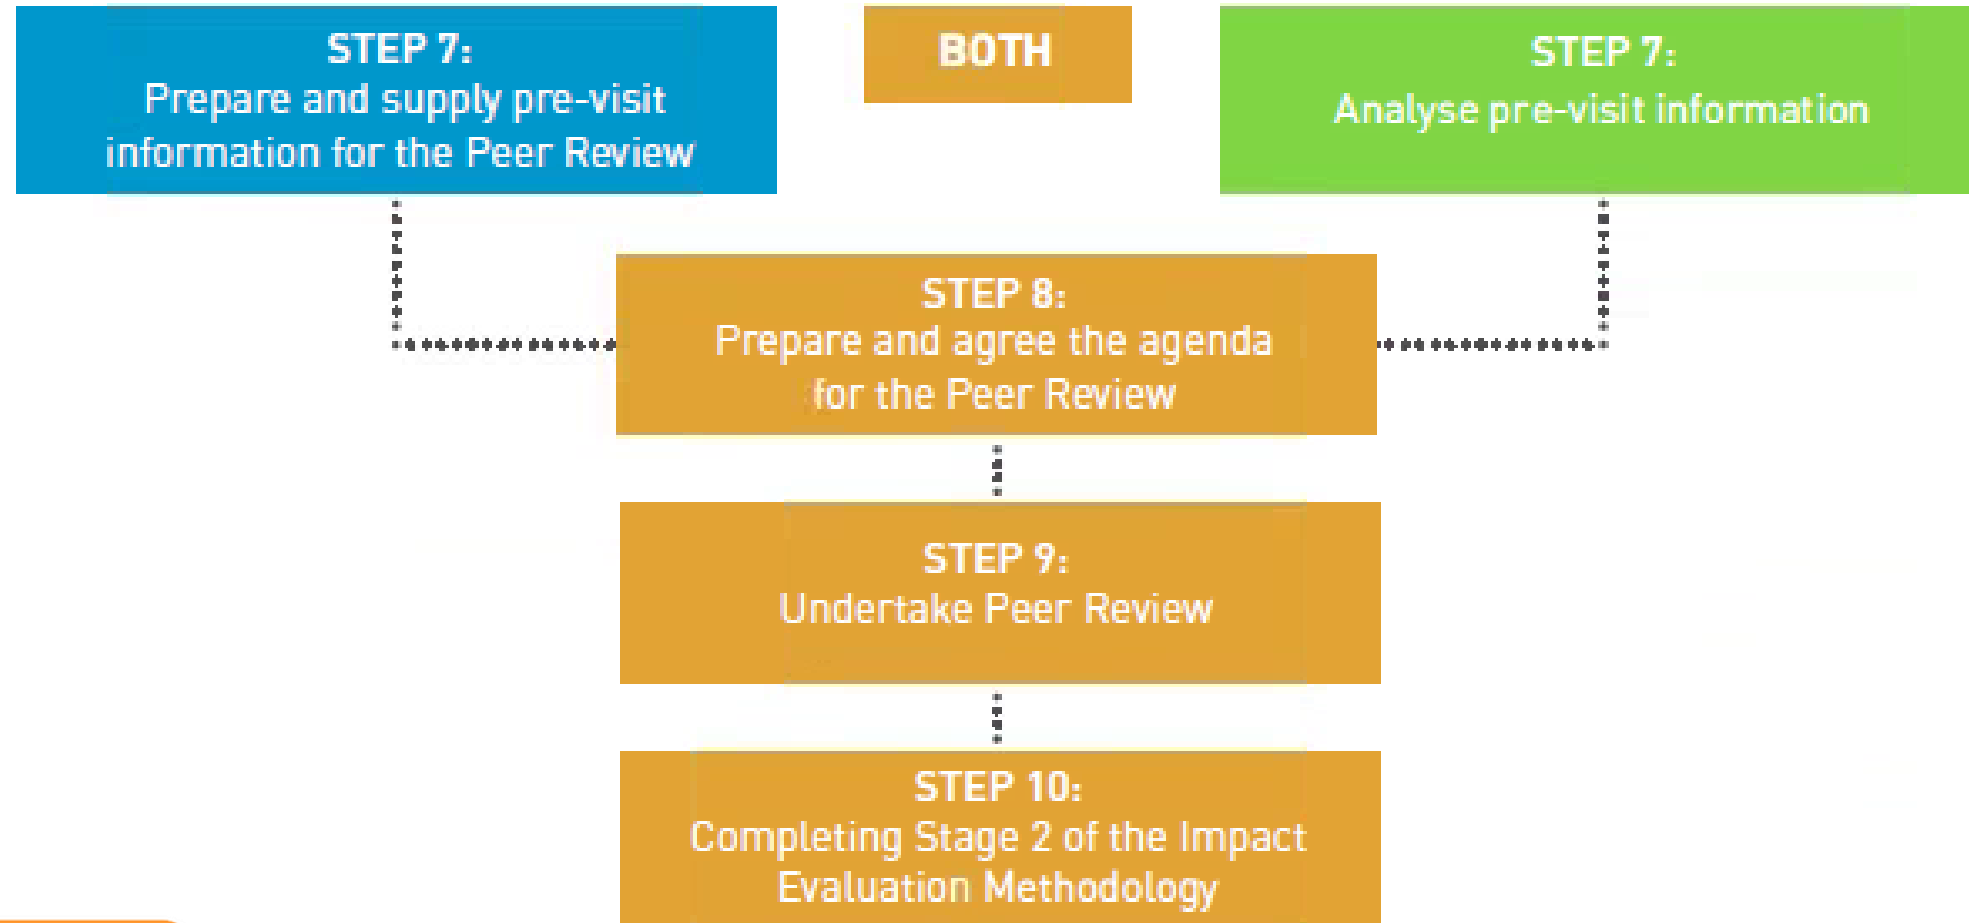 STEP 7:
Prepare and supply pre-visit
information for the Peer Review
BOTH
STEP 7:
Analyse pre-visit information
STEP 8:
Prepare and agree the agenda
for the Peer Review
STEP 9:
Undertake Peer Review
STEP 10:
Completing Stage 2 of the Impact
Evaluation Methodology